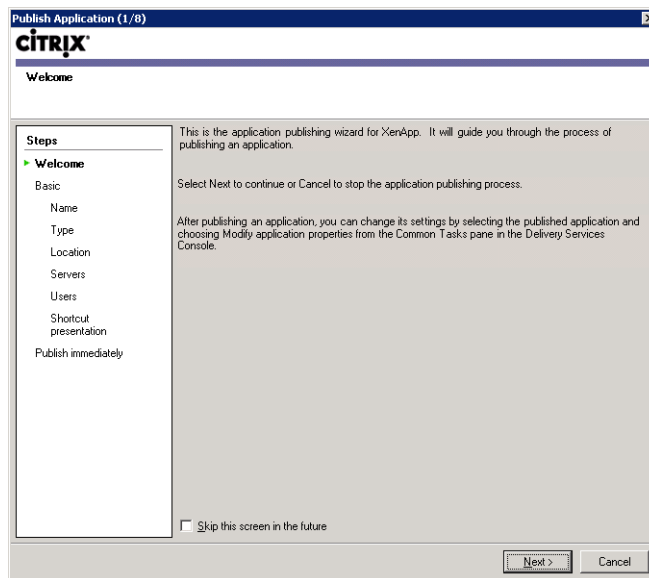 Publish Application (1/8)
CİTRIX®
Welcome
Steps
Welcome
Basic
Name
Type
Location
Servers
Users
Shortcut
presentation
Publish immediately
This is the application publishing wizard for XenApp. It will guide you through the process of
publishing an application.
Select Next to continue or Cancel to stop the application publishing process.
After publishing an application, you can change its settings by selecting the published application and
choosing Modify application properties from the Common Tasks pane in the Delivery Services
Console.
Skip this screen in the future
Next >
Cancel